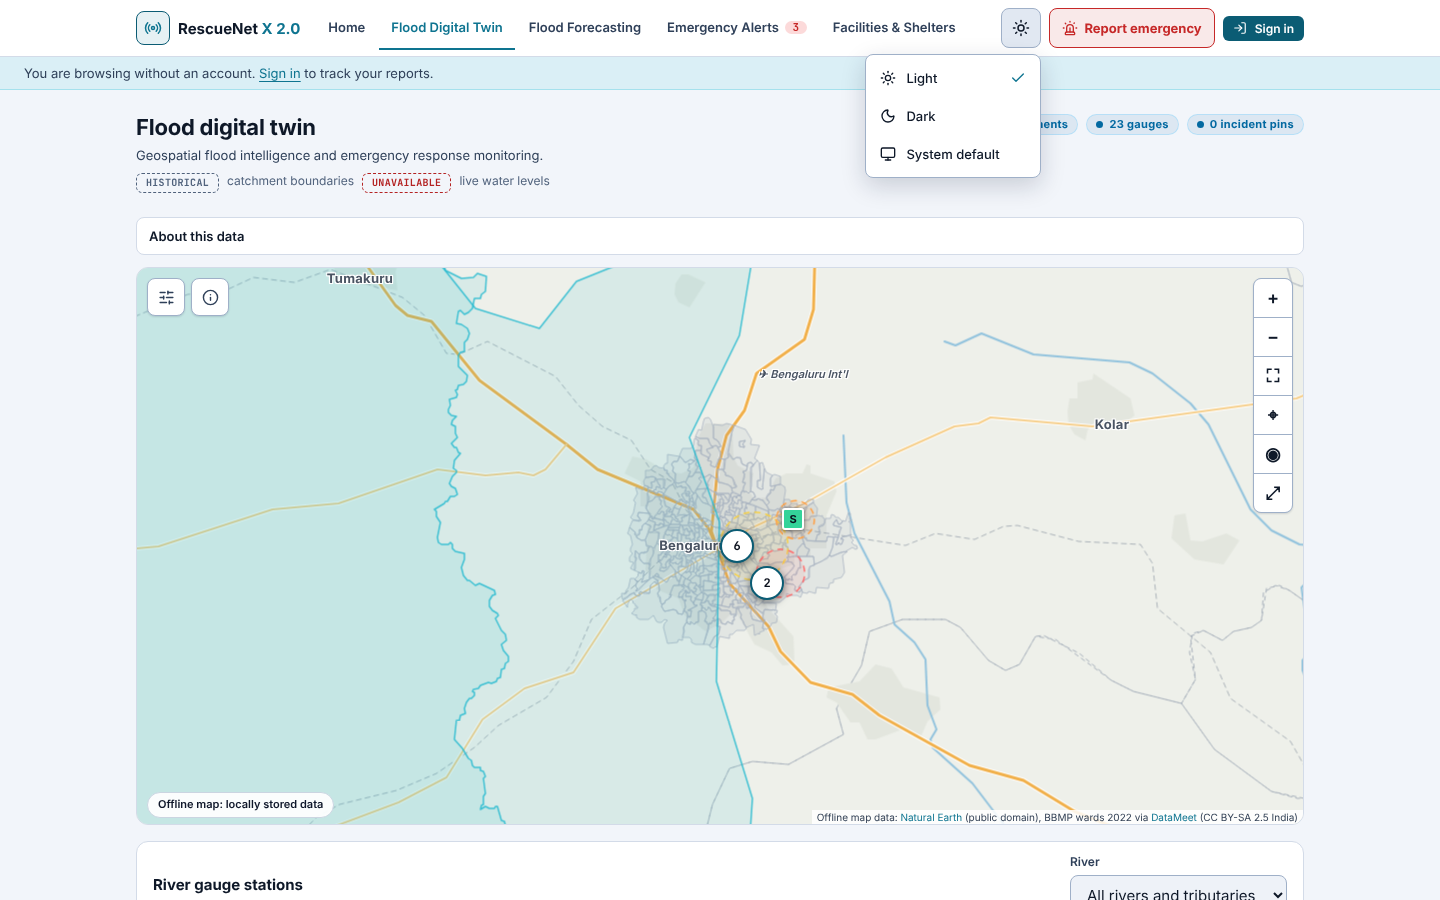 RescueNet X 2.0
Home
Flood Digital Twin
Flood Forecasting
Emergency Alerts 3
Facilities & Shelters
Report emergency
Sign in
You are browsing without an account. Sign in to track your reports.
Light
Dark
System default
Flood digital twin
23 gauges
0 incident pins
Geospatial flood intelligence and emergency response monitoring.
HISTORICAL catchment boundaries UNAVAILABLE live water levels
About this data
Tumakuru
✈ Bengaluru Int'l
Kolar
S
6
2
Offline map: locally stored data
Offline map data: Natural Earth (public domain), BBMP wards 2022 via DataMeet (CC BY-SA 2.5 India)
River
River gauge stations
All rivers and tributaries